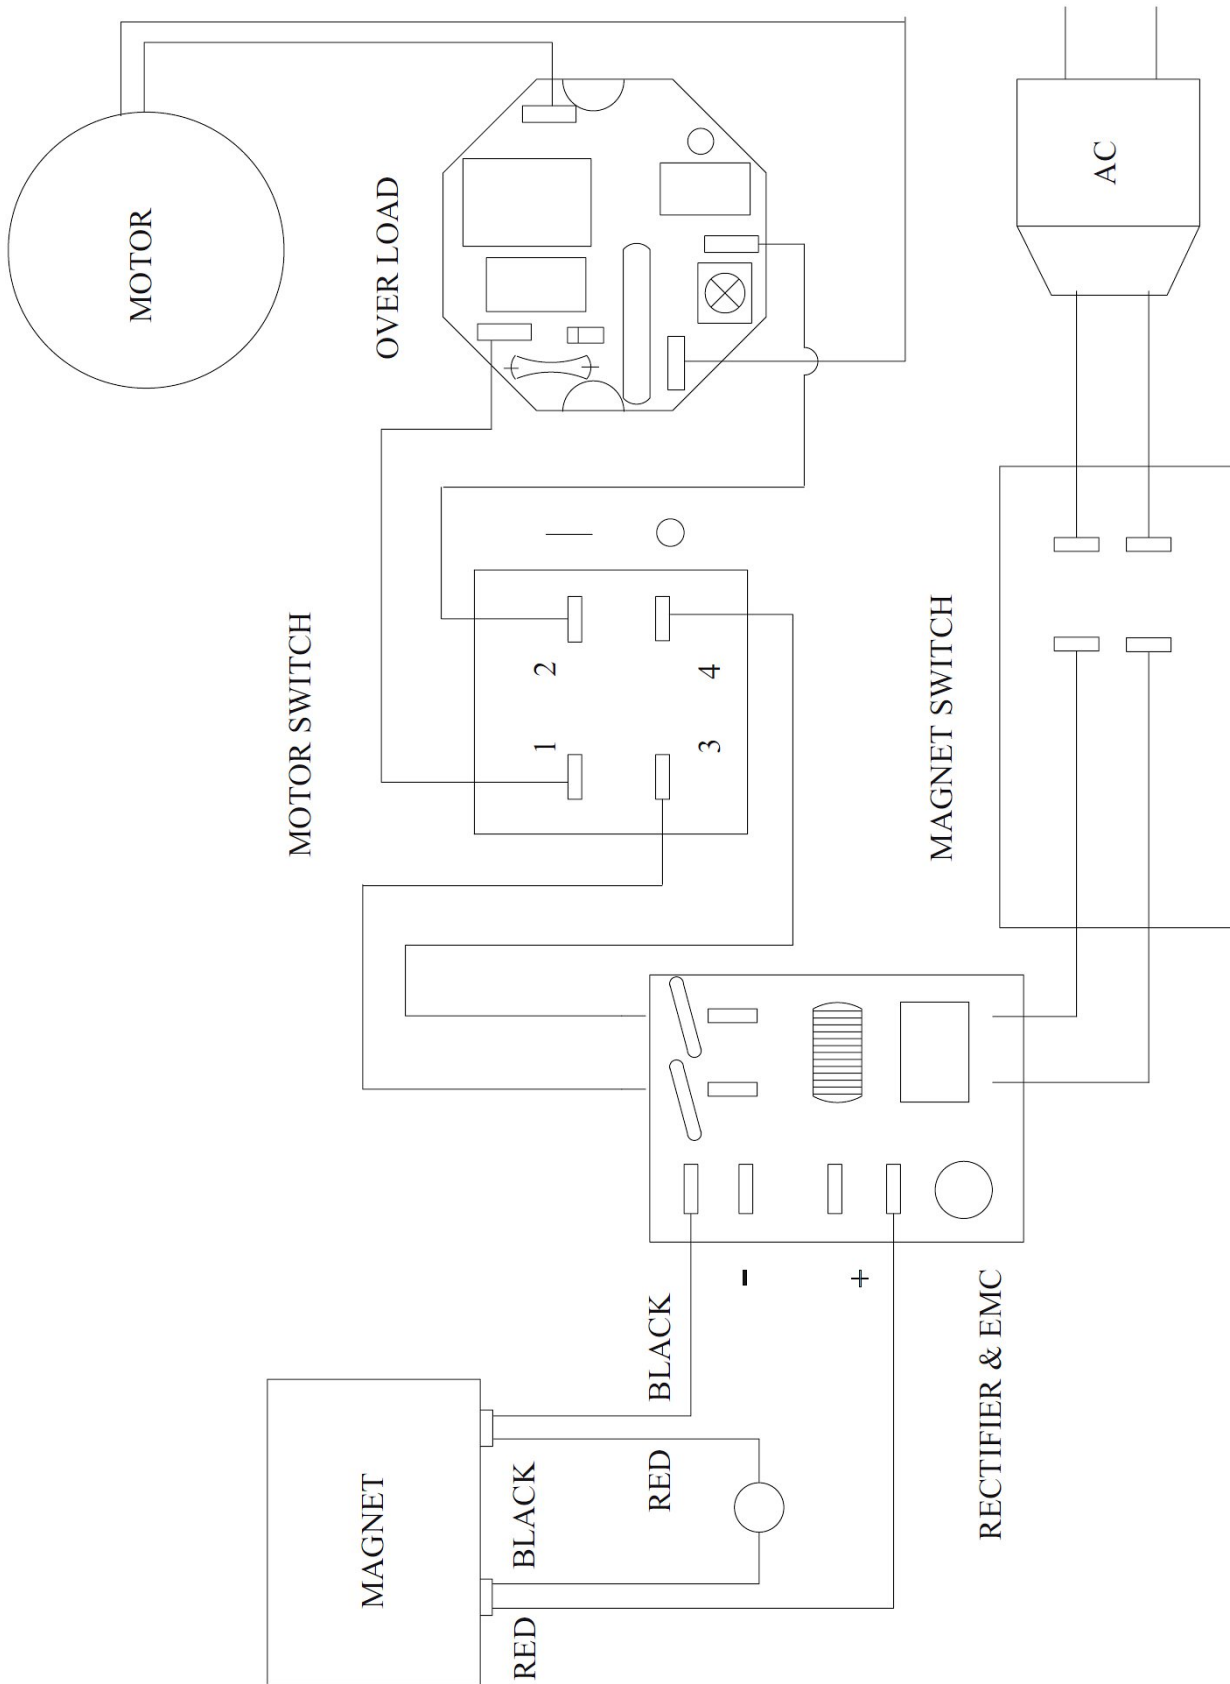 MOTOR
OVER LOAD
AC
MOTOR SWITCH
2
4
1
3
MAGNET SWITCH
MAGNET
RED
BLACK
RED
BLACK
-
+
RECTIFIER & EMC